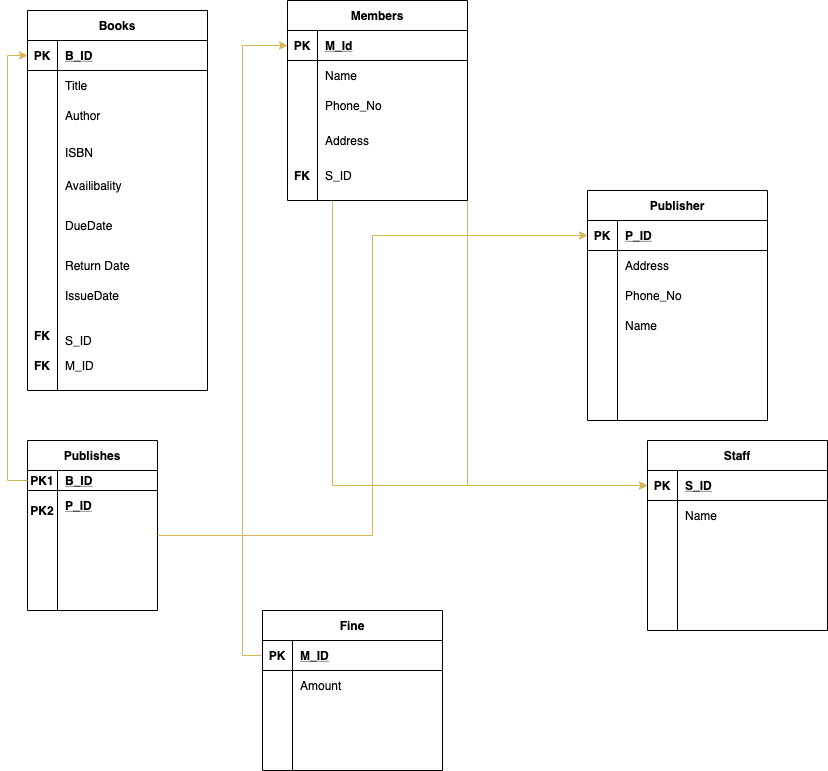 Books
PK B_ID
Title
Author
ISBN
Availibality
DueDate
Return Date
IssueDate
FK S_ID
FK M_ID
Members
PK M_Id
Name
Phone_No
Address
FK S_ID
Publisher
PK P_ID
Address
Phone_No
Name
Publishes
PK1 B_ID
PK2 P_ID
Staff
PK S_ID
Name
Fine
PK M_ID
Amount